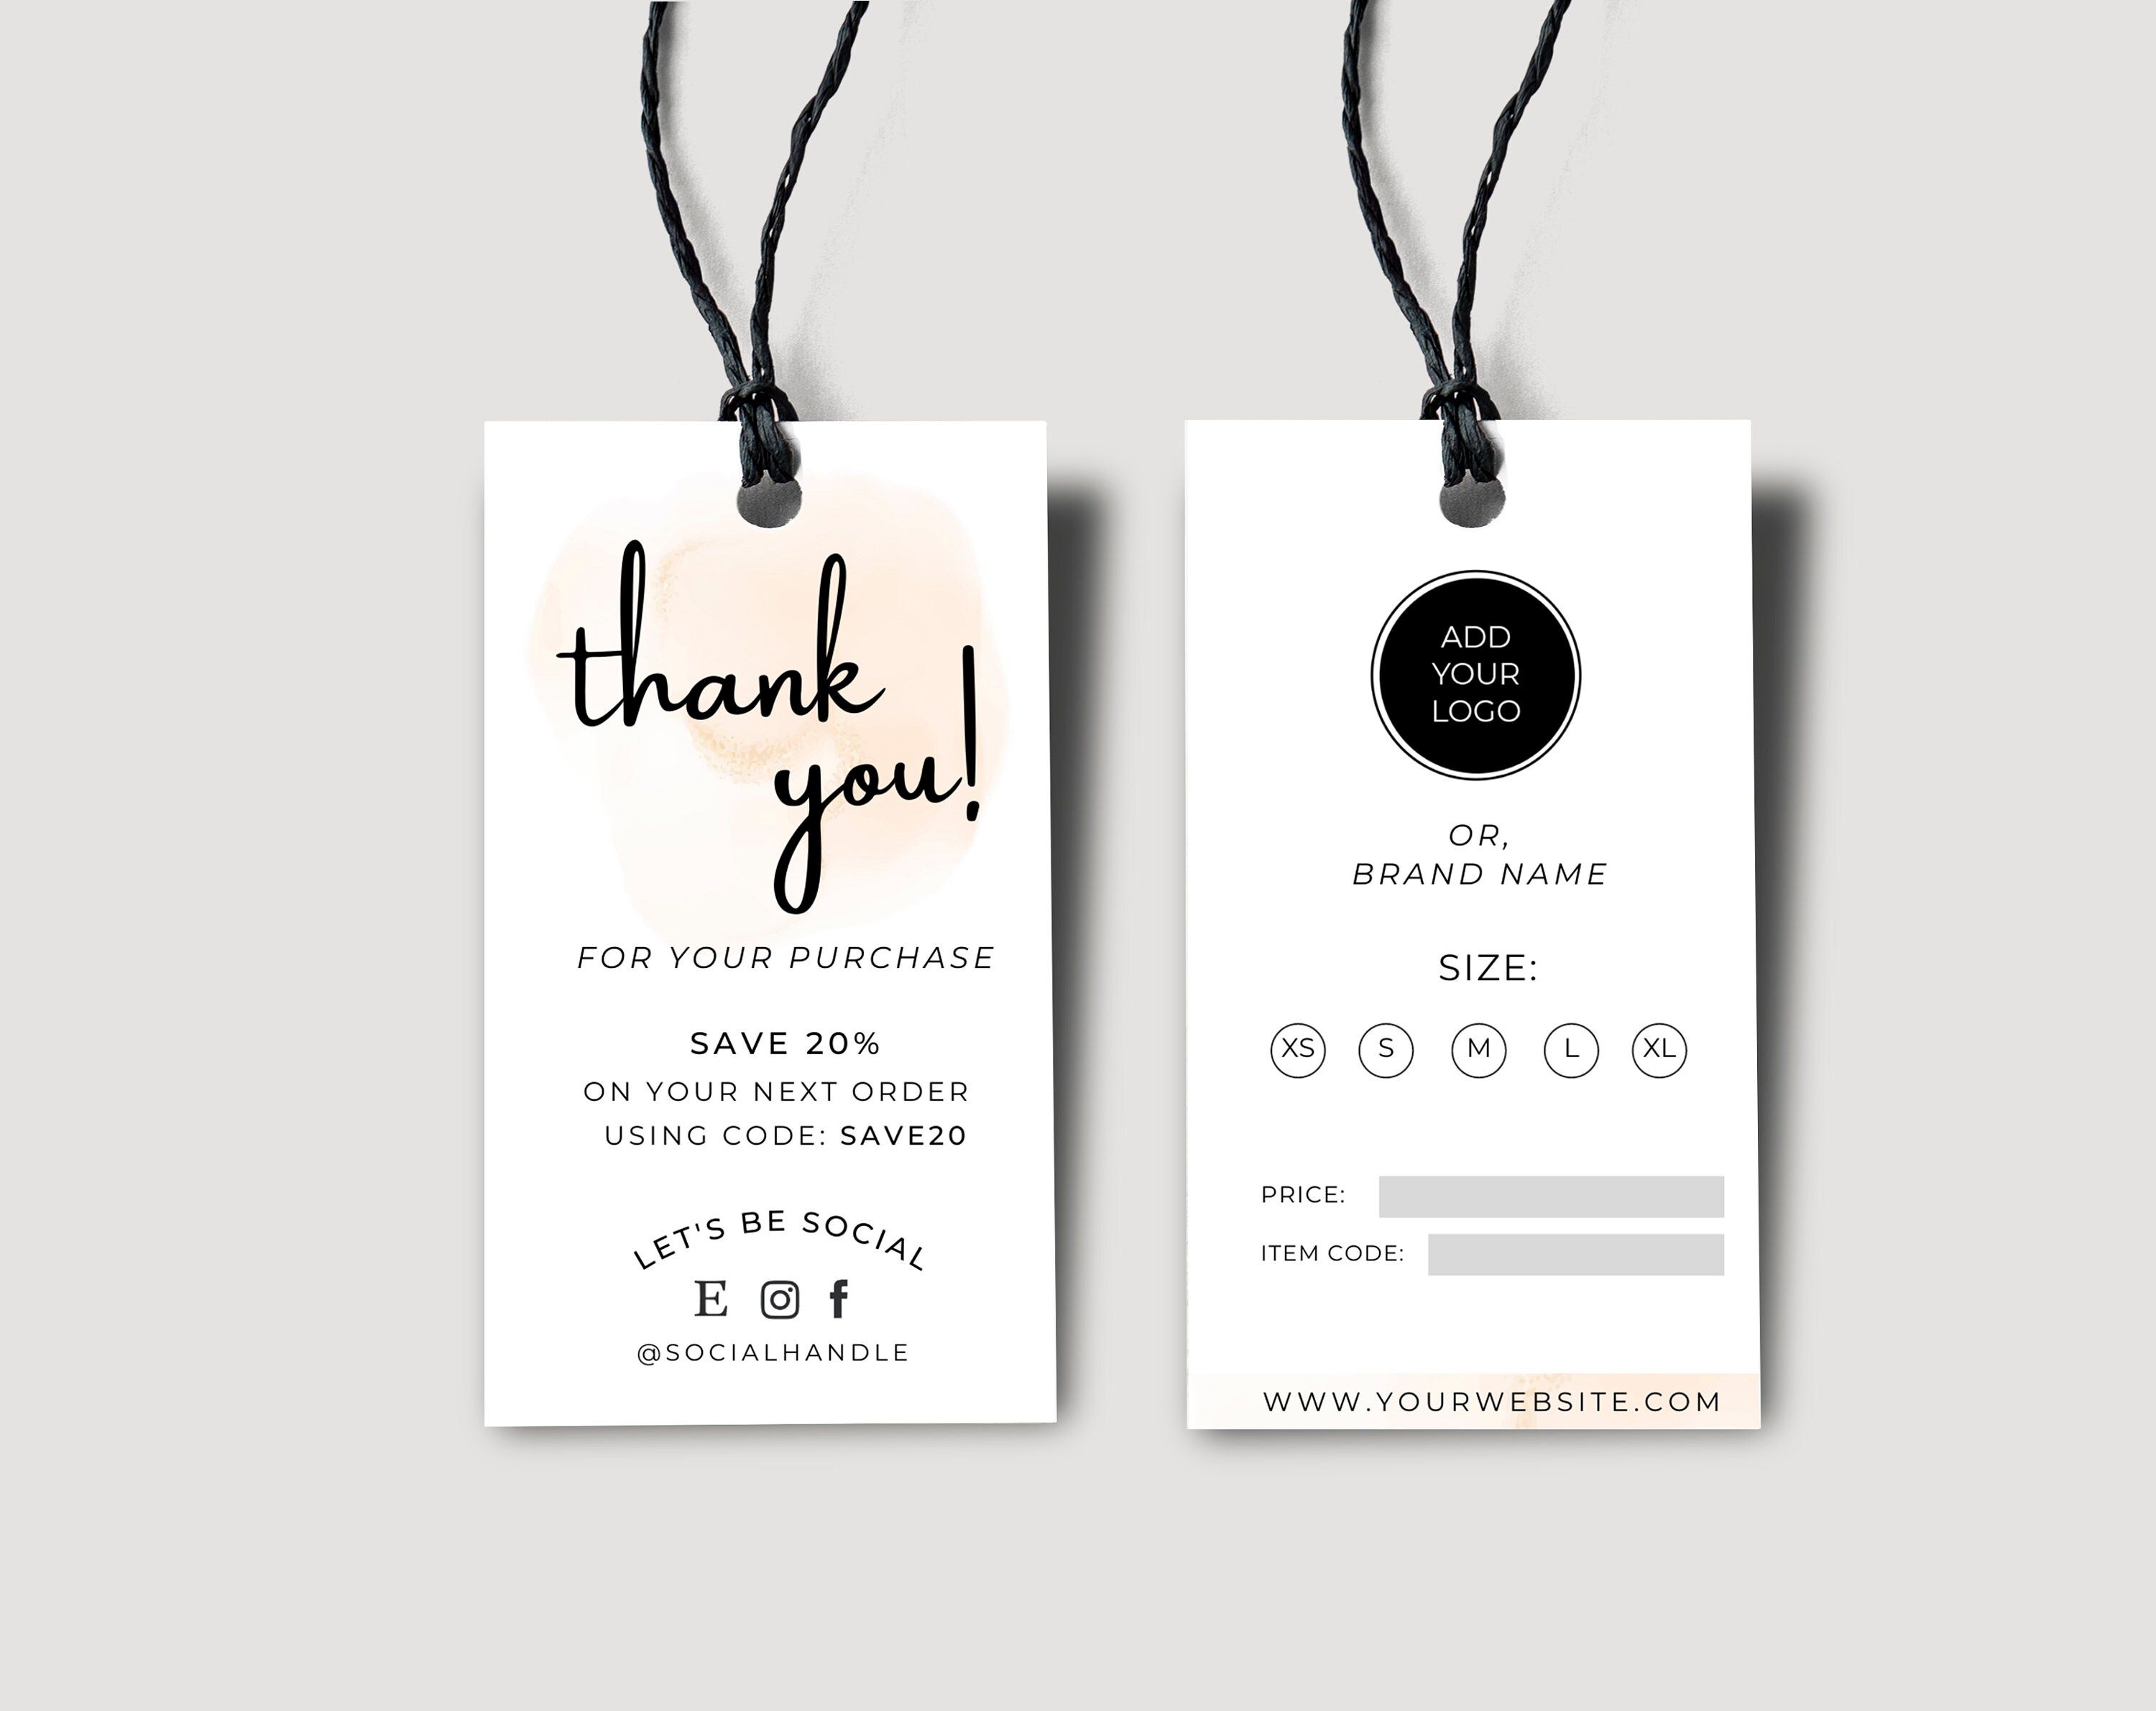 thank
you!
FOR YOUR PURCHASE
SAVE 20%
ON YOUR NEXT ORDER
USING CODE: SAVE20
LET'S BE SOCIAL
E
@SOCIALHANDLE
ADD
YOUR
LOGO
OR,
BRAND NAME
SIZE:
XS S M L XL
PRICE:
ITEM CODE:
WWW.YOURWEBSITE.COM